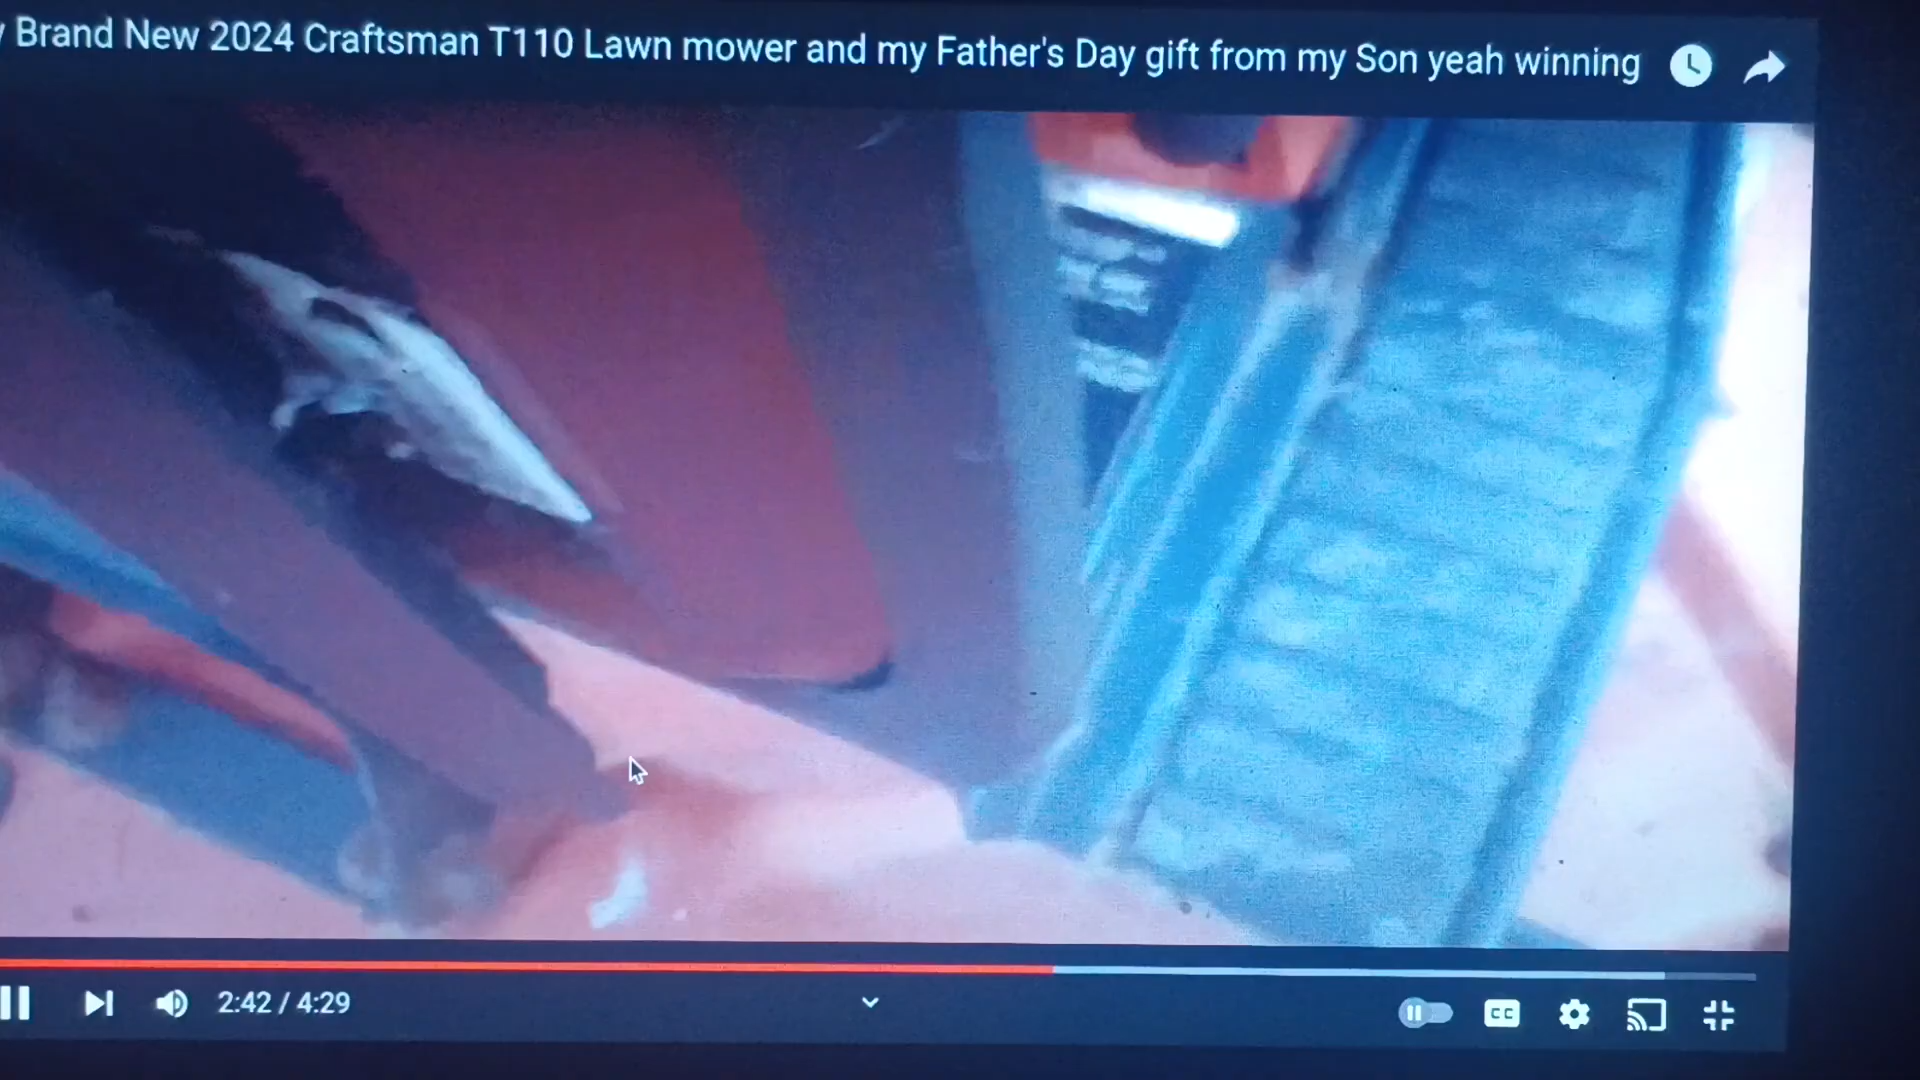 Brand New 2024 Craftsman T110 Lawn mower and my Father's Day gift from my Son yeah winning
2:42 / 4:29
CC